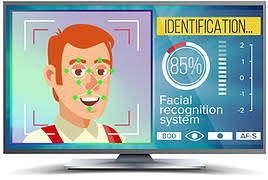 IDENTIFICATION...
85%
2
1
0
-1
-2
Facial
recognition
system
800
AF-S